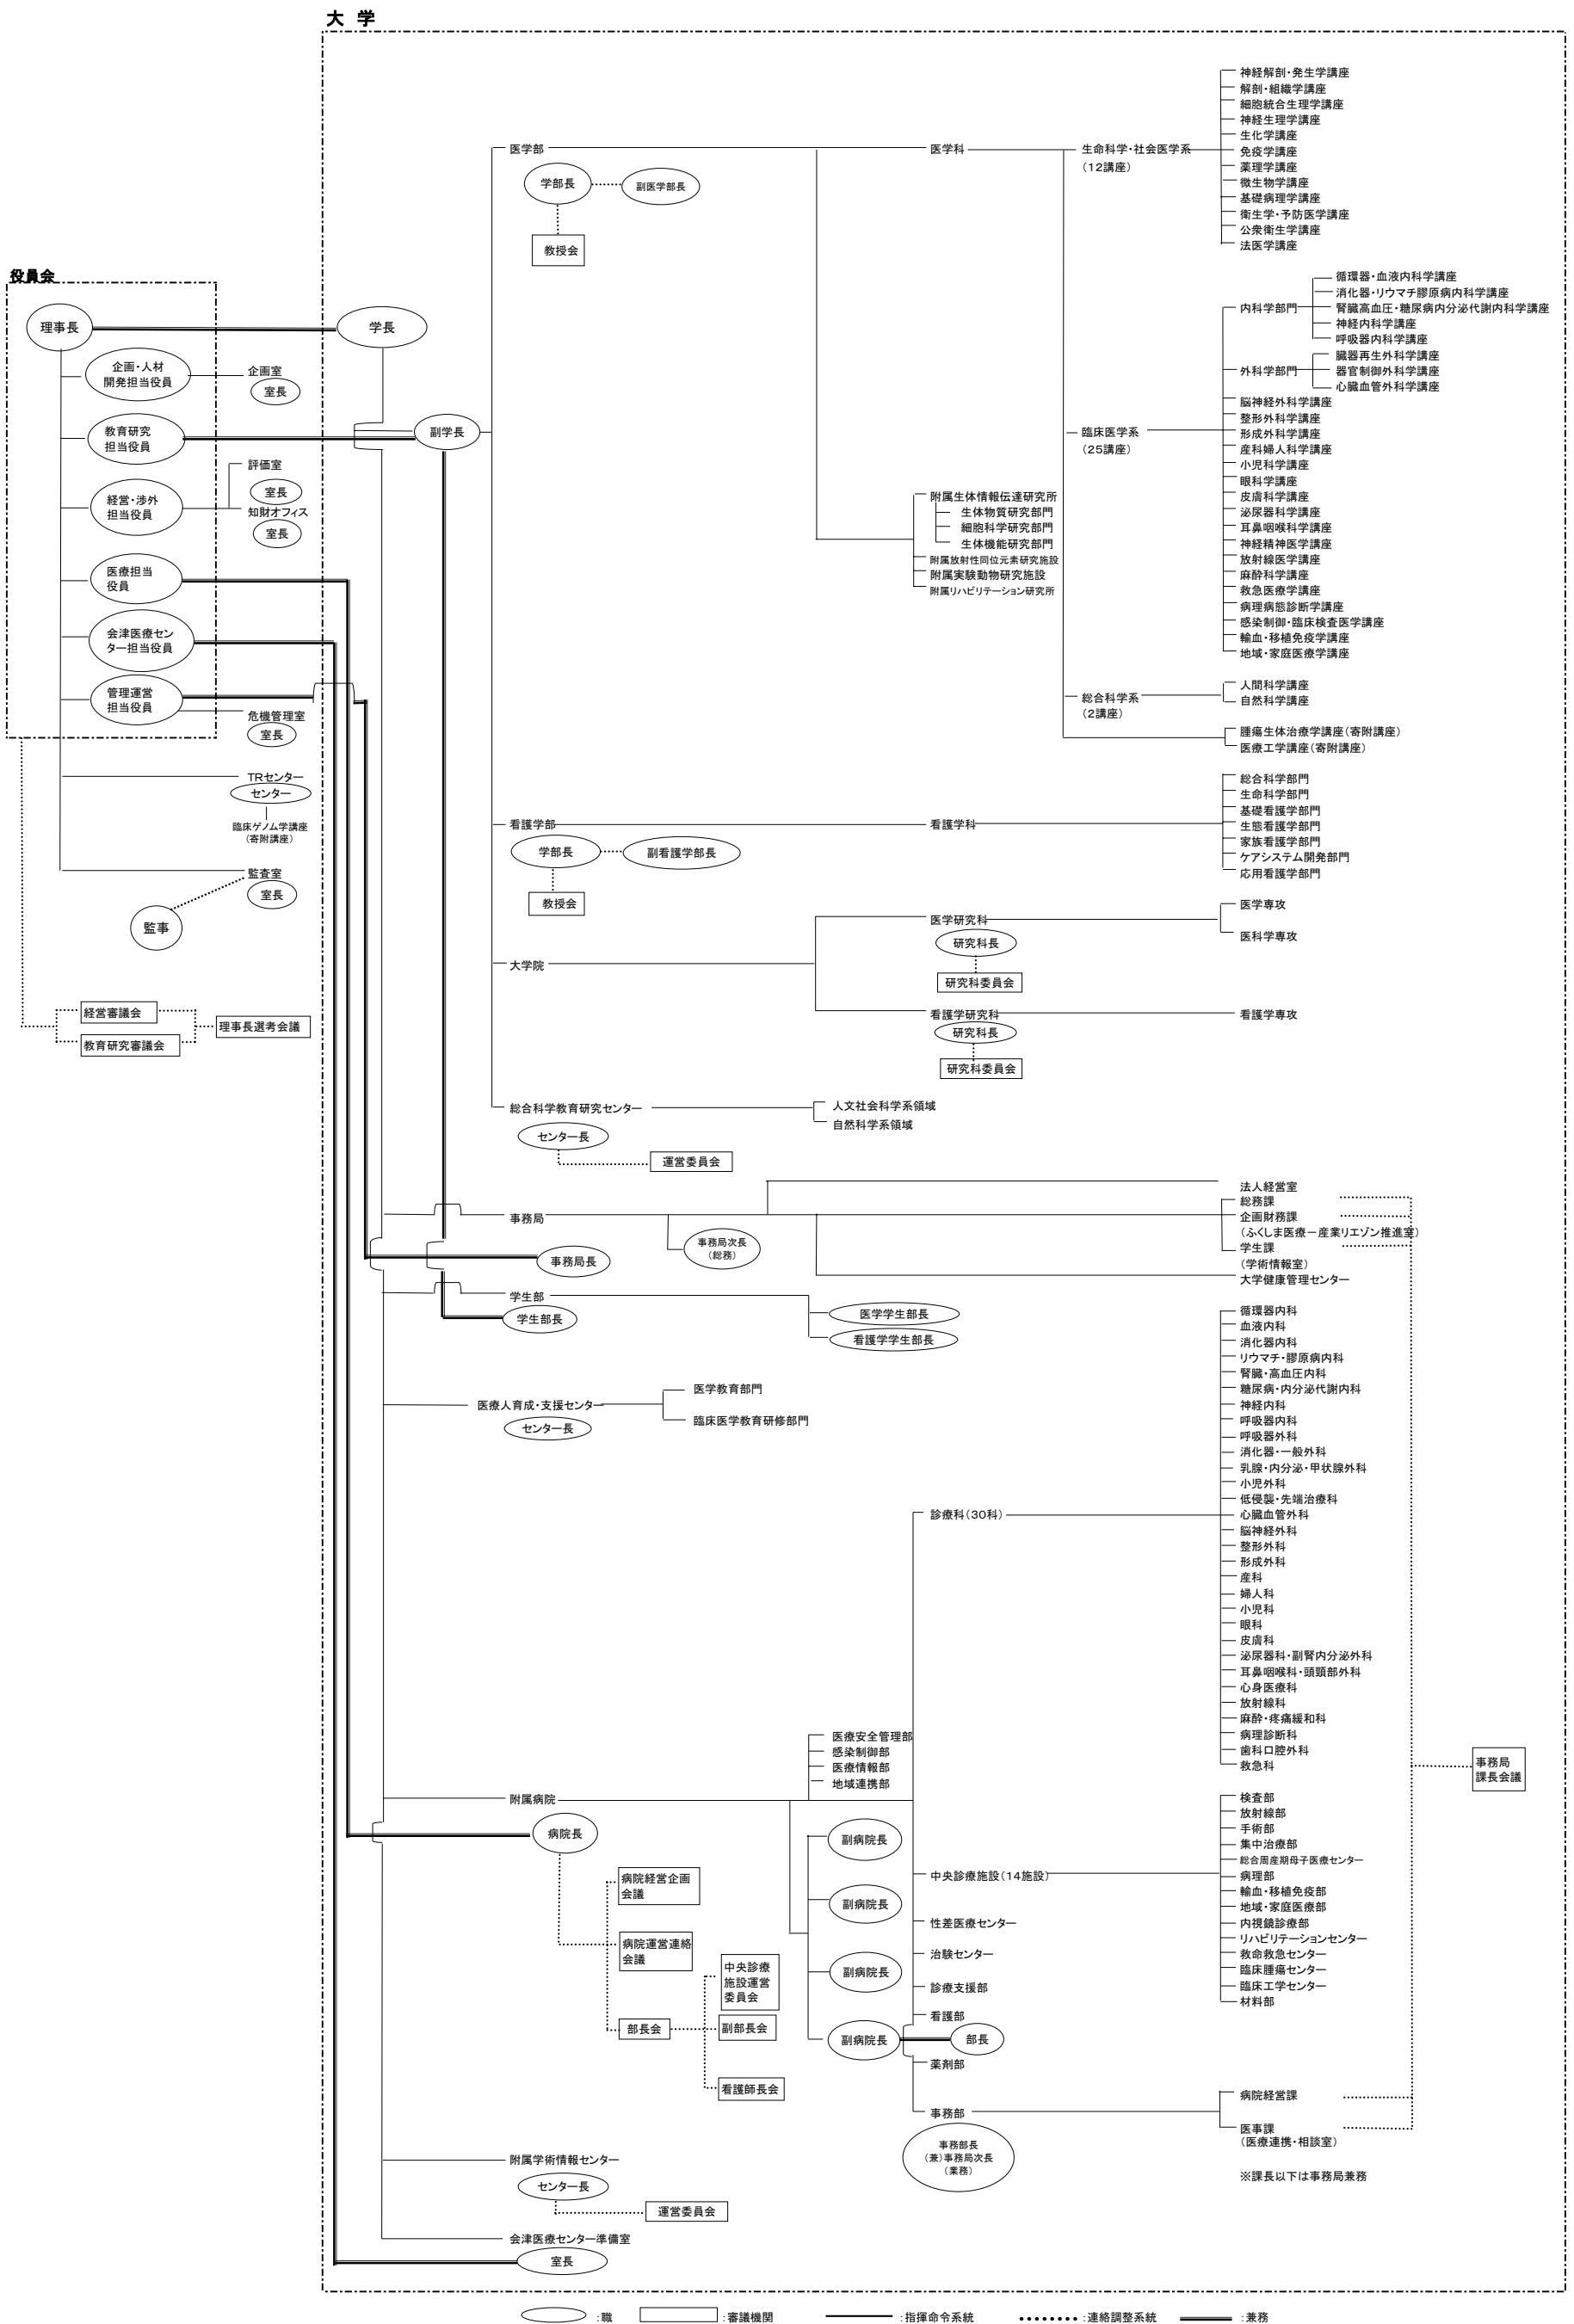 大 学
役員会
理事長
企画・人材
開発担当役員
企画室
室長
教育研究
担当役員
経営・渉外
担当役員
評価室
室長
知財オフィス
室長
医療担当
役員
会津医療セン
ター担当役員
管理運営
担当役員
危機管理室
室長
TRセンター
センター
臨床ゲノム学講座
(寄附講座)
監査室
室長
監事
経営審議会
教育研究審議会
理事長選考会議
学長
副学長
医学部
学部長
副医学部長
教授会
医学科
生命科学・社会医学系
(12講座)
神経解剖・発生学講座
解剖・組織学講座
細胞統合生理学講座
神経生理学講座
生化学講座
免疫学講座
薬理学講座
微生物学講座
基礎病理学講座
衛生学・予防医学講座
公衆衛生学講座
法医学講座
臨床医学系
(25講座)
内科学部門
循環器・血液内科学講座
消化器・リウマチ膠原病内科学講座
腎臓高血圧・糖尿病内分泌代謝内科学講座
神経内科学講座
呼吸器内科学講座
外科学部門
臓器再生外科学講座
器官制御外科学講座
心臓血管外科学講座
脳神経外科学講座
整形外科学講座
形成外科学講座
産科婦人科学講座
小児科学講座
眼科学講座
皮膚科学講座
泌尿器科学講座
耳鼻咽喉科学講座
神経精神医学講座
放射線医学講座
麻酔科学講座
救急医療学講座
病理病態診断学講座
感染制御・臨床検査医学講座
輸血・移植免疫学講座
地域・家庭医療学講座
総合科学系
(2講座)
人間科学講座
自然科学講座
腫瘍生体治療学講座(寄附講座)
医療工学講座(寄附講座)
附属生体情報伝達研究所
生体物質研究部門
細胞科学研究部門
生体機能研究部門
附属放射性同位元素研究施設
附属実験動物研究施設
附属リハビリテーション研究所
看護学部
学部長
副看護学部長
教授会
看護学科
総合科学部門
生命科学部門
基礎看護学部門
生態看護学部門
家族看護学部門
ケアシステム開発部門
応用看護学部門
大学院
医学研究科
研究科長
研究科委員会
医学専攻
医科学専攻
看護学研究科
研究科長
研究科委員会
看護学専攻
総合科学教育研究センター
センター長
運営委員会
人文社会科学系領域
自然科学系領域
事務局
事務局次長
(総務)
事務局長
法人経営室
総務課
企画財務課
(ふくしま医療-産業リエゾン推進室)
学生課
(学術情報室)
大学健康管理センター
学生部
学生部長
医学学生部長
看護学学生部長
医療人育成・支援センター
センター長
医学教育部門
臨床医学教育研修部門
附属病院
病院長
病院経営企画
会議
病院運営連絡
会議
部長会
中央診療
施設運営
委員会
副部長会
看護師長会
医療安全管理部
感染制御部
医療情報部
地域連携部
副病院長
副病院長
副病院長
副病院長
部長
診療科(30科)
循環器内科
血液内科
消化器内科
リウマチ・膠原病内科
腎臓・高血圧内科
糖尿病・内分泌代謝内科
神経内科
呼吸器内科
呼吸器外科
消化器・一般外科
乳腺・内分泌・甲状腺外科
小児外科
低侵襲・先端治療科
心臓血管外科
脳神経外科
整形外科
形成外科
産科
婦人科
小児科
眼科
皮膚科
泌尿器科・副腎内分泌外科
耳鼻咽喉科・頭頸部外科
心身医療科
放射線科
麻酔・疼痛緩和科
病理診断科
歯科口腔外科
救急科
中央診療施設(14施設)
検査部
放射線部
手術部
集中治療部
総合周産期母子医療センター
病理部
輸血・移植免疫部
地域・家庭医療部
内視鏡診療部
リハビリテーションセンター
救命救急センター
臨床腫瘍センター
臨床工学センター
材料部
性差医療センター
治験センター
診療支援部
看護部
薬剤部
事務部
事務部長
(兼)事務局次長
(業務)
病院経営課
医事課
(医療連携・相談室)
※課長以下は事務局兼務
事務局
課長会議
附属学術情報センター
センター長
運営委員会
会津医療センター準備室
室長
:職
:審議機関
:指揮命令系統
:連絡調整系統
:兼務